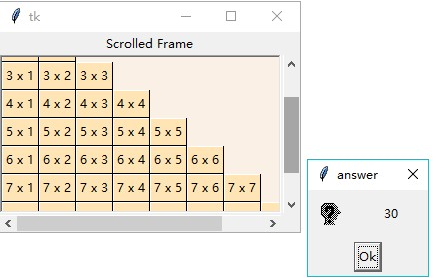 tk
Scrolled Frame
3 x 1 3 x 2 3 x 3
4 x 1 4 x 2 4 x 3 4 x 4
5 x 1 5 x 2 5 x 3 5 x 4 5 x 5
6 x 1 6 x 2 6 x 3 6 x 4 6 x 5 6 x 6
7 x 1 7 x 2 7 x 3 7 x 4 7 x 5 7 x 6 7 x 7
answer
?
30
Ok